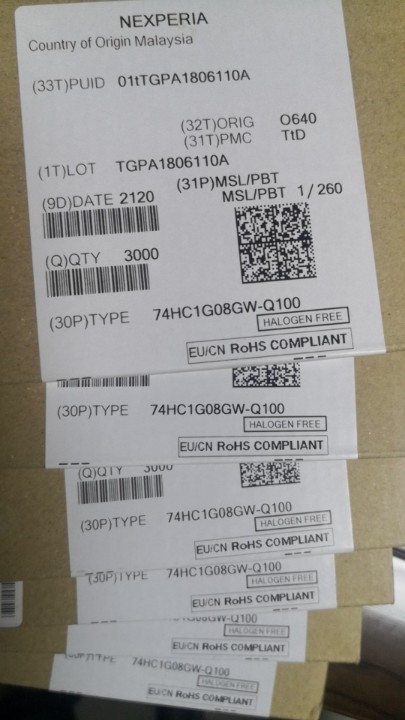 NEXPERIA
Country of Origin Malaysia
(33T)PUID 01tTGPA1806110A
(32T)ORIG O640
(31T)PMC TtD
(1T)LOT TGPA1806110A
(31P)MSL/PBT
(9D)DATE 2120 MSL/PBT 1/260
(Q)QTY 3000
(30P)TYPE 74HC1G08GW-Q100
HALOGEN FREE
EU/CN RoHS COMPLIANT
(30P)TYPE 74HC1G08GW-Q100
HALOGEN FREE
EU/CN RoHS COMPLIANT
(Q)QTY 3000
(30P)TYPE 74HC1G08GW-Q100
HALOGEN FREE
EU/CN RoHS COMPLIANT
(30P)TYPE 74HC1G08GW-Q100
HALOGEN FREE
EU/CN RoHS COMPLIANT
HALOGEN FREE
EU/CN RoHS COMPLIANT
74HC1G08GW-Q100
HALOGEN FREE
EU/CN RoHS COMPLIANT